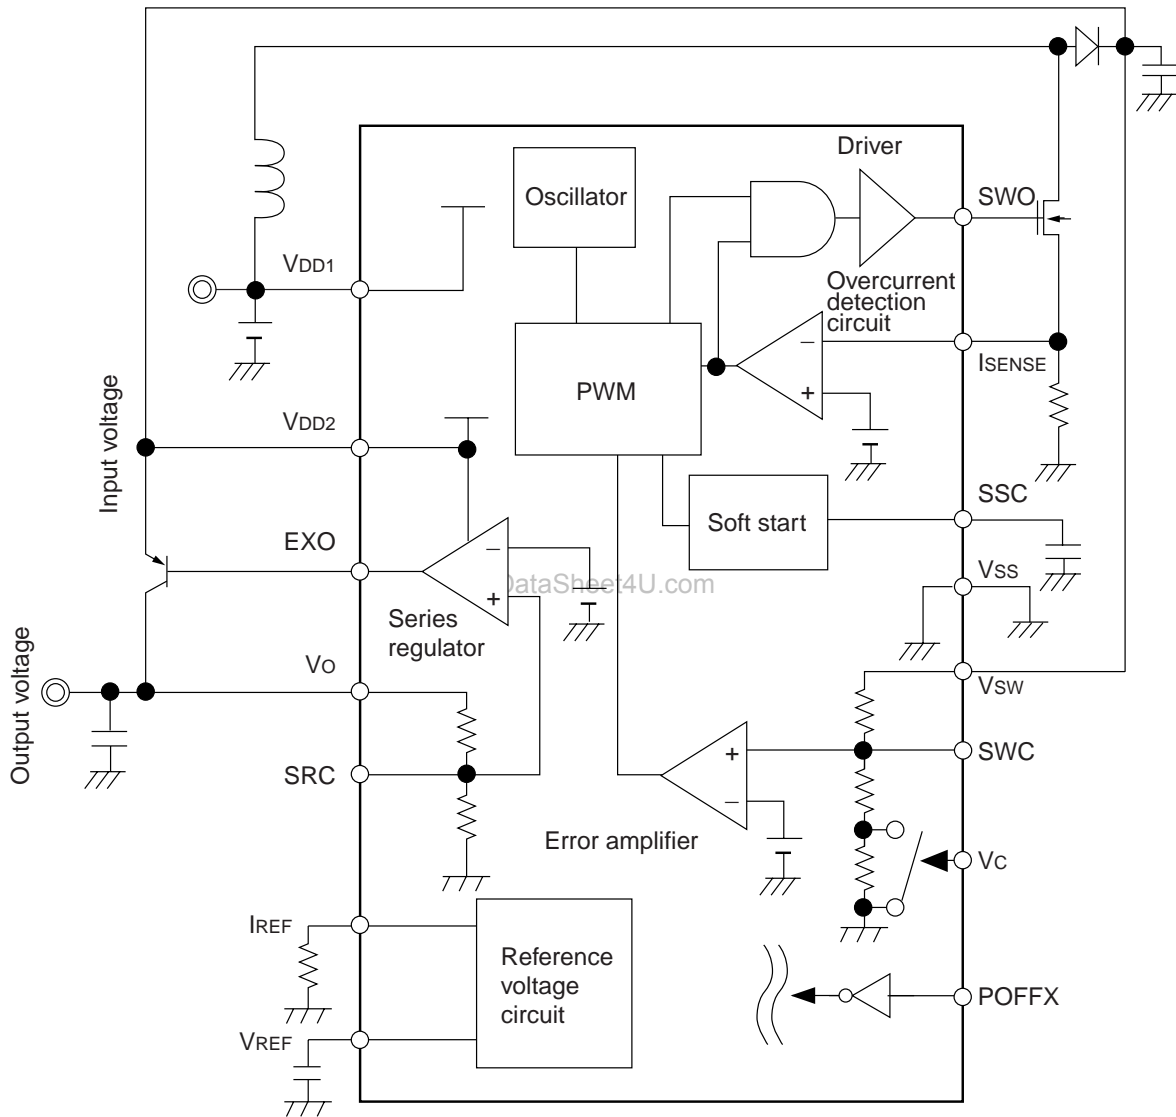 Driver
Oscillator
SWO
VDD1
Overcurrent
detection
circuit
ISENSE
PWM
–
+
VDD2
Input voltage
SSC
Soft start
EXO
–
+
DataSheet4U.com
VSS
Series
regulator
VO
VSW
Output voltage
SRC
+
–
SWC
Error amplifier
VC
IREF
Reference
voltage
circuit
POFFX
VREF